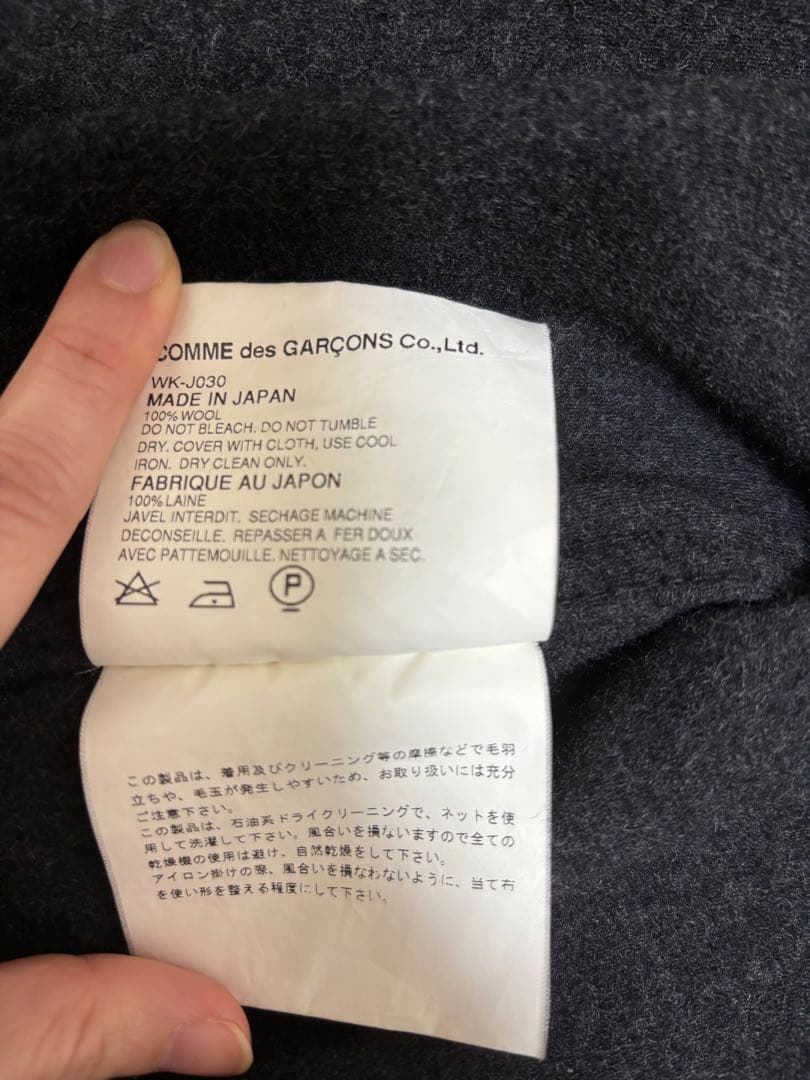 COMME des GARÇONS Co.,Ltd.
WK-J030
MADE IN JAPAN
100% WOOL
DO NOT BLEACH. DO NOT TUMBLE
DRY. COVER WITH CLOTH, USE COOL
IRON. DRY CLEAN ONLY.
FABRIQUE AU JAPON
100% LAINE
JAVEL INTERDIT. SECHAGE MACHINE
DECONSEILLE. REPASSER A FER DOUX
AVEC PATTEMOUILLE. NETTOYAGE A SEC.
P
この製品は、着用及びクリーニング等の摩擦などで毛羽
立ちや、毛玉が発生しやすいため、お取り扱いには充分
ご注意下さい。
この製品は、石油系ドライクリーニングで、ネットを使
用して洗濯して下さい。風合いを損ないますので全ての
乾燥機の使用は避け、自然乾燥をして下さい。
アイロン掛けの際、風合いを損なわないように、当て布
を使い形を整える程度にして下さい。